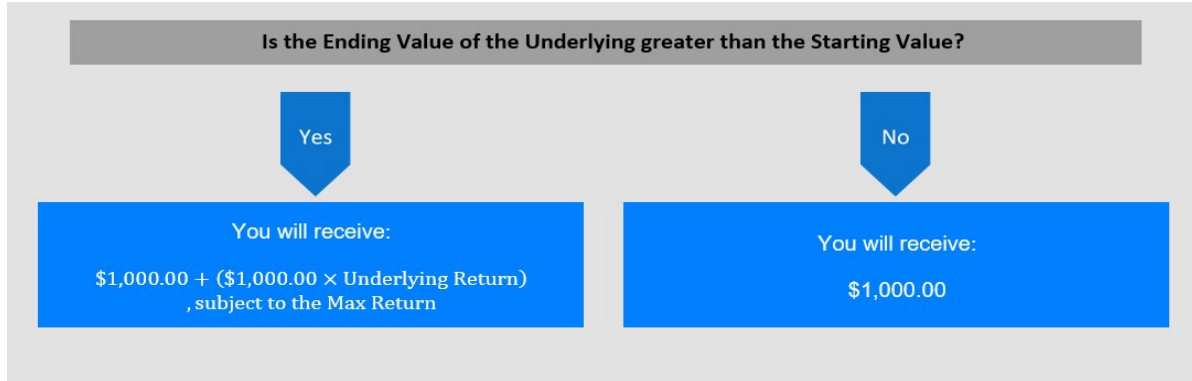 Is the Ending Value of the Underlying greater than the Starting Value?
Yes
No
You will receive:
$1,000.00 + ($1,000.00 × Underlying Return)
, subject to the Max Return
You will receive:
$1,000.00